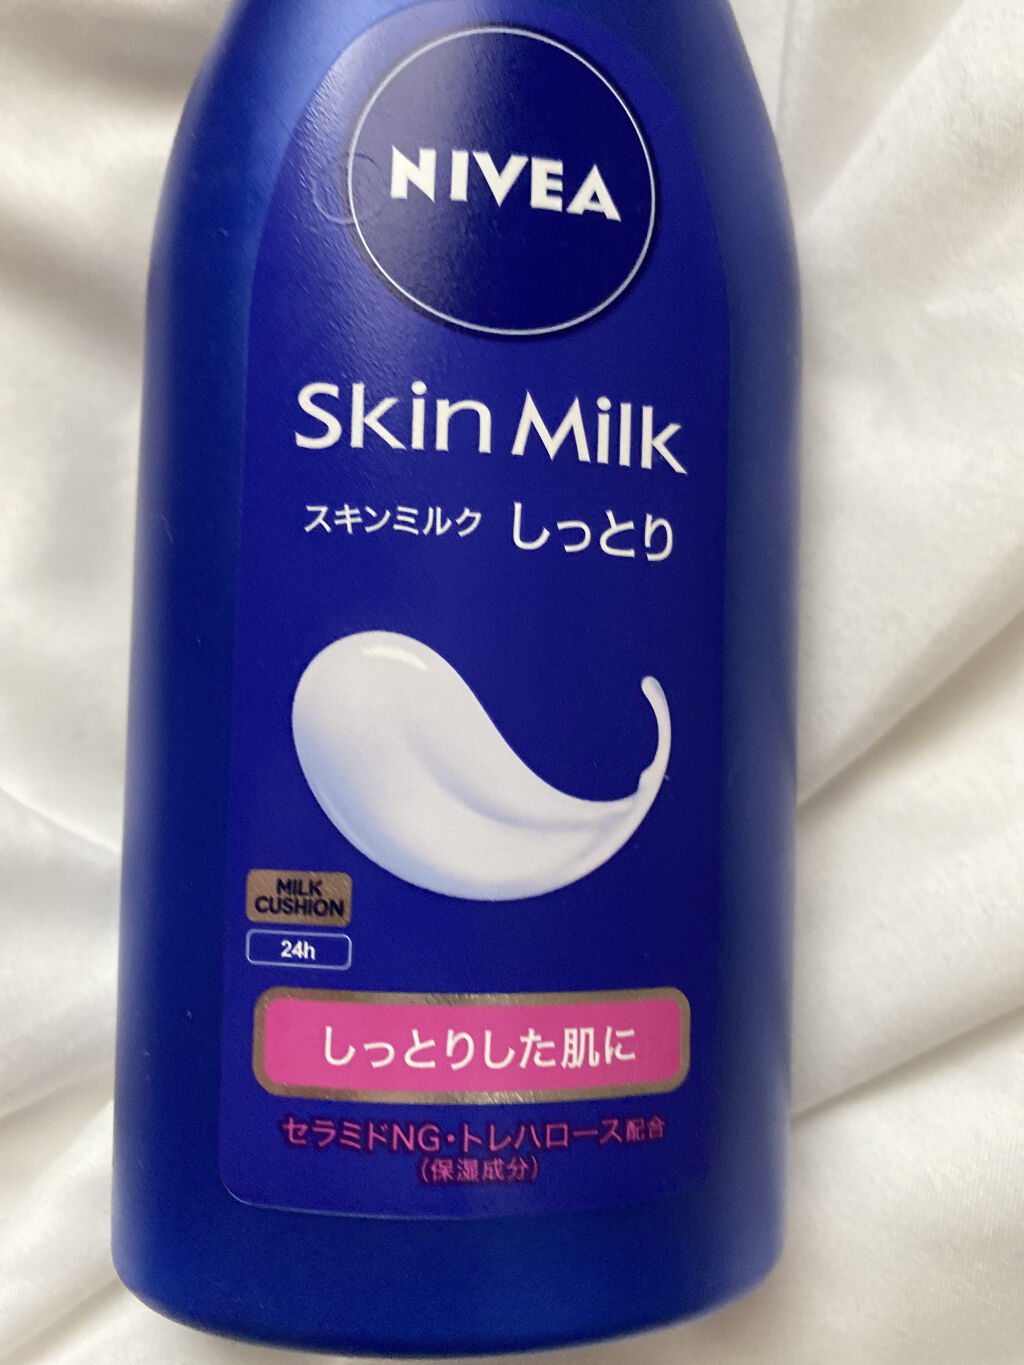 NIVEA
Skin Milk
スキンミルク しっとり
MILK
CUSHION
24h
しっとりした肌に
セラミドNG・トレハロース配合
(保湿成分)